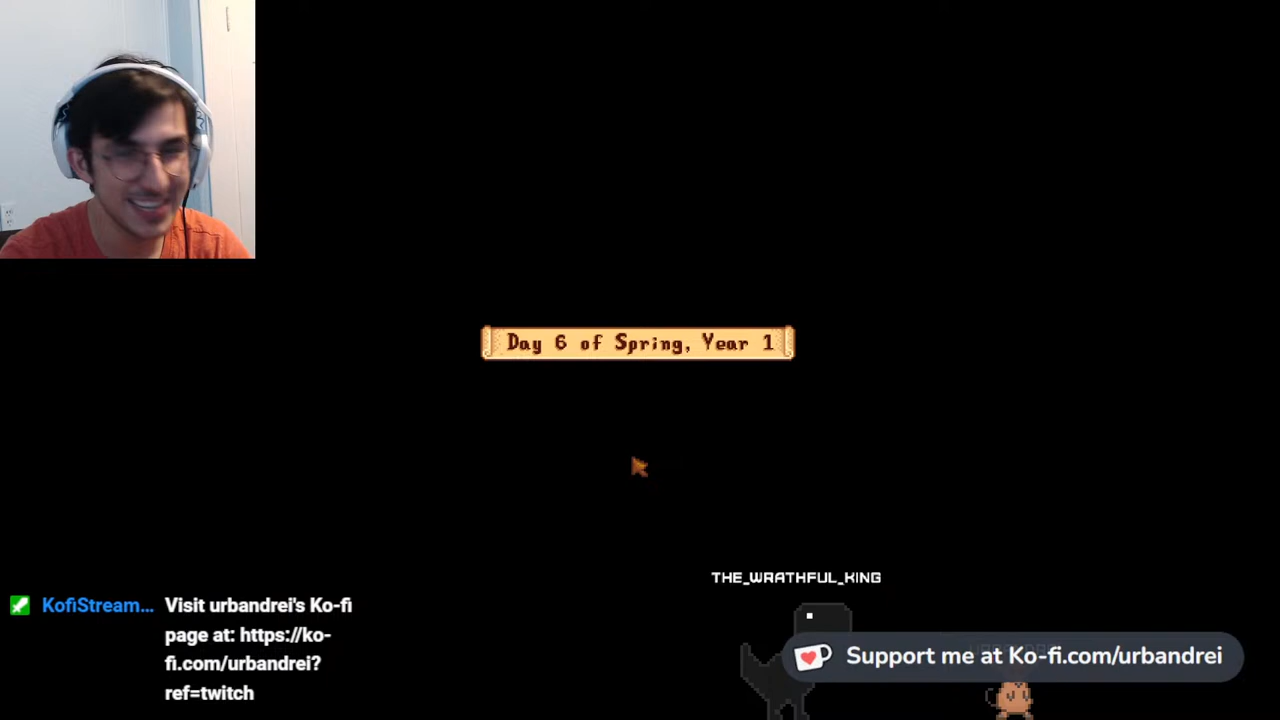 Day 6 of Spring, Year 1
THE_WRATHFUL_KING
KofiStream... Visit urbandrei's Ko-fi
page at: https://ko-
fi.com/urbandrei?
ref=twitch
Support me at Ko-fi.com/urbandrei